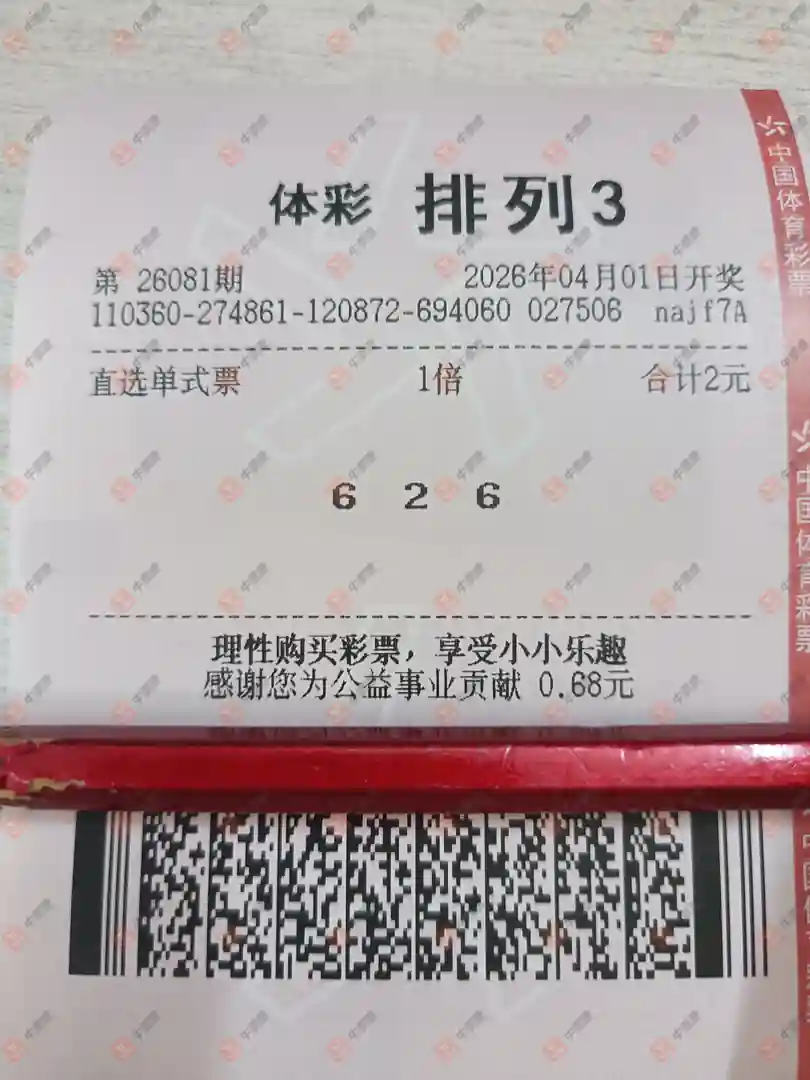 体彩 排列3
第 26081期 2026年04月01日开奖
110360-274861-120872-694060 027506 najf7A
直选单式票 1倍 合计2元
6 2 6
理性购买彩票，享受小小乐趣
感谢您为公益事业贡献 0.68元
中国体育彩票
中国体育彩票